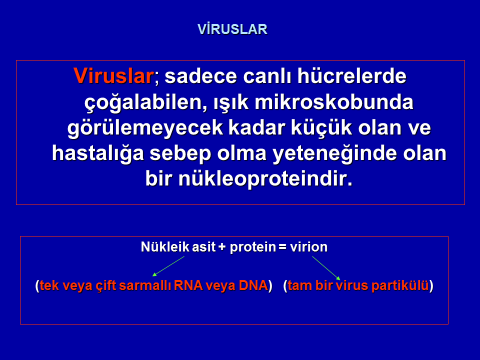 VİRUSLAR
Viruslar; sadece canlı hücrelerde
çoğalabilen, ışık mikroskobunda
görülemeyecek kadar küçük olan ve
hastalığa sebep olma yeteneğinde olan
bir nükleoproteindir.
Nükleik asit + protein = virion
(tek veya çift sarmallı RNA veya DNA) (tam bir virus partikülü)